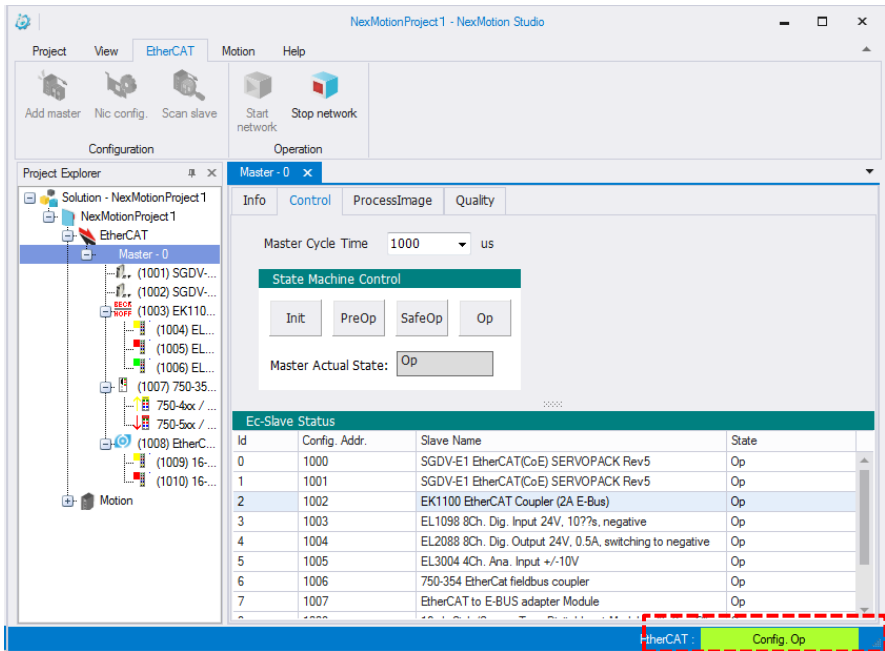 NexMotionProject1 - NexMotion Studio
Project View EtherCAT Motion Help
Add master Nic config. Scan slave Start network Stop network
Configuration Operation
Project Explorer
Solution - NexMotionProject1
NexMotionProject1
EtherCAT
Master - 0
(1001) SGDV-...
(1002) SGDV-...
BECK
HOFF
(1003) EK110...
(1004) EL...
(1005) EL...
(1006) EL...
(1007) 750-35...
750-4xx / ...
750-5xx / ...
(1008) EtherC...
(1009) 16-...
(1010) 16-...
Motion
Master - 0
Info Control ProcessImage Quality
Master Cycle Time 1000 us
State Machine Control
Init PreOp SafeOp Op
Master Actual State: Op
Ec-Slave Status
Id Config. Addr. Slave Name State
0 1000 SGDV-E1 EtherCAT(CoE) SERVOPACK Rev5 Op
1 1001 SGDV-E1 EtherCAT(CoE) SERVOPACK Rev5 Op
2 1002 EK1100 EtherCAT Coupler (2A E-Bus) Op
3 1003 EL1098 8Ch. Dig. Input 24V, 10??s, negative Op
4 1004 EL2088 8Ch. Dig. Output 24V, 0.5A, switching to negative Op
5 1005 EL3004 4Ch. Ana. Input +/-10V Op
6 1006 750-354 EtherCat fieldbus coupler Op
7 1007 EtherCAT to E-BUS adapter Module Op
EtherCAT : Config. Op